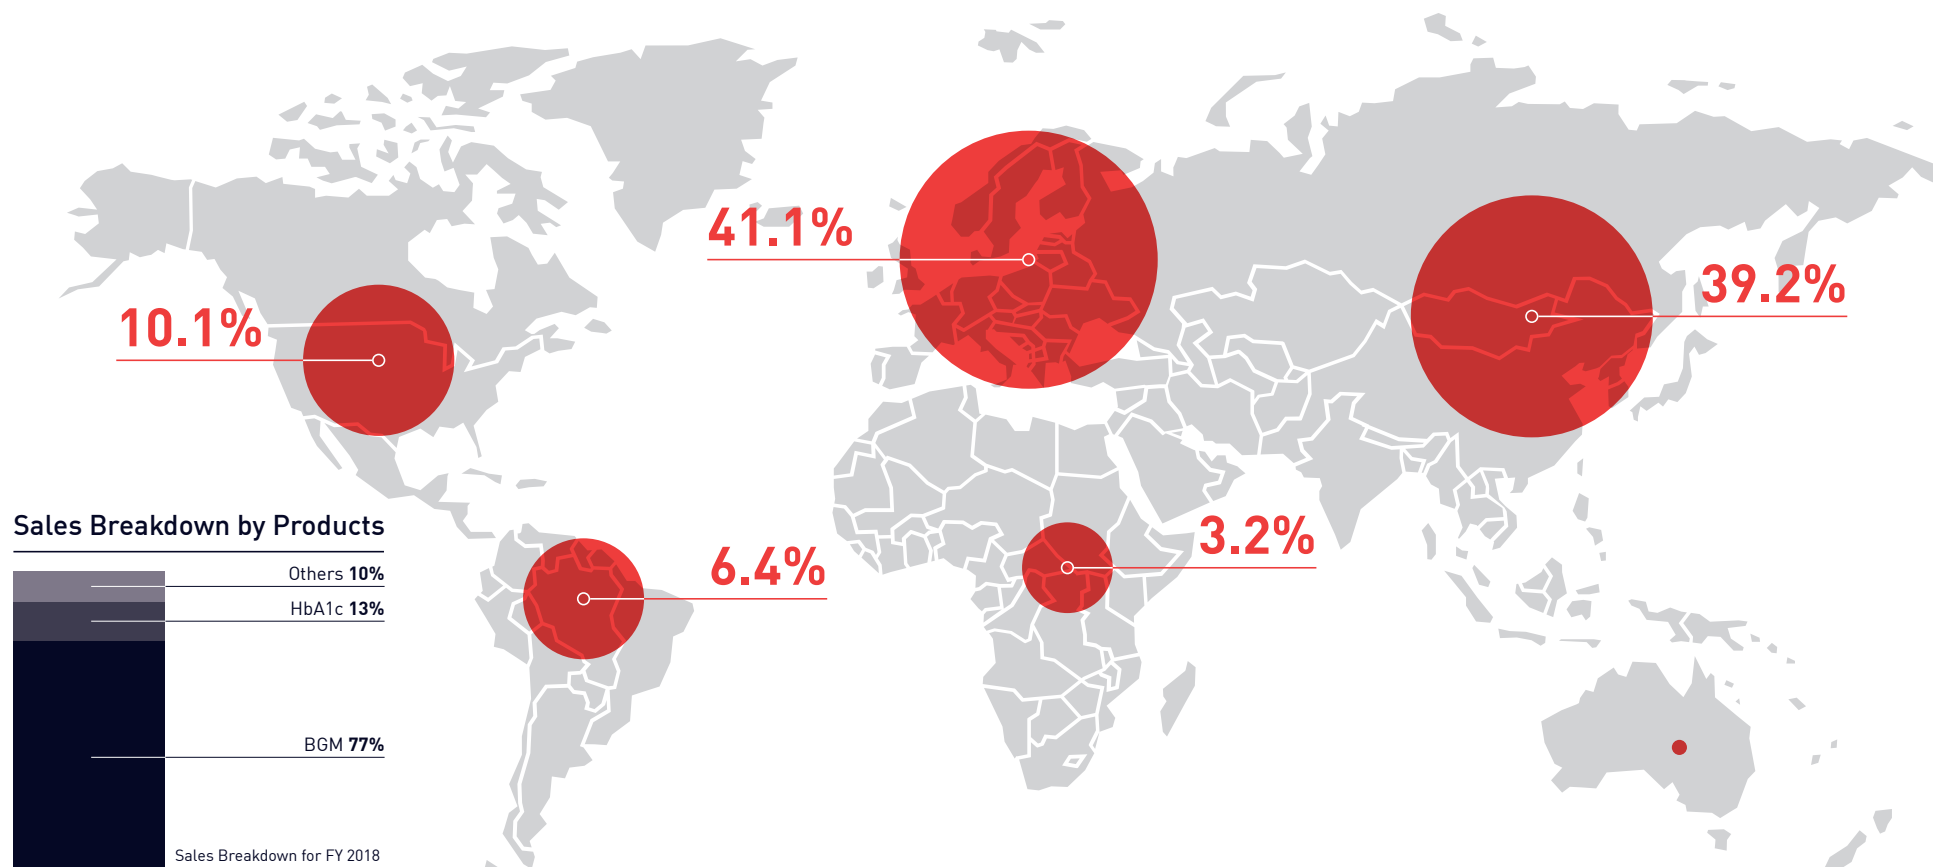 41.1%
39.2%
10.1%
3.2%
6.4%
Sales Breakdown by Products
Others 10%
HbA1c 13%
BGM 77%
Sales Breakdown for FY 2018